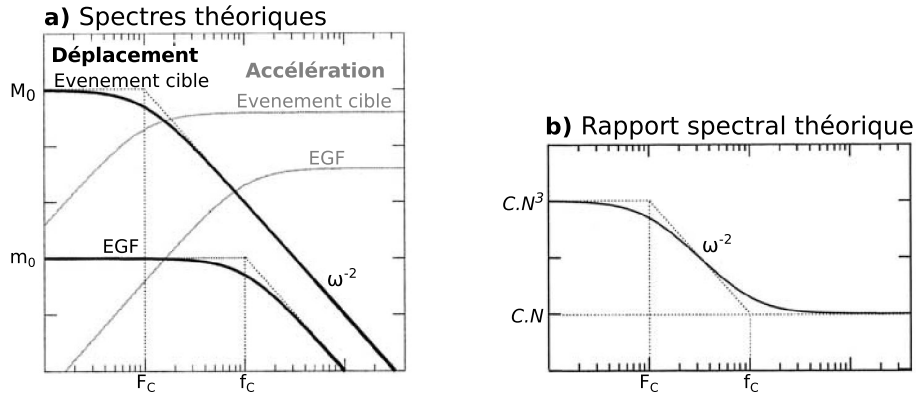 a) Spectres théoriques
Déplacement
Evenement cible
Accélération
Evenement cible
M0
EGF
EGF
m0
ω-2
FC
fC
b) Rapport spectral théorique
C.N3
ω-2
C.N
FC
fC